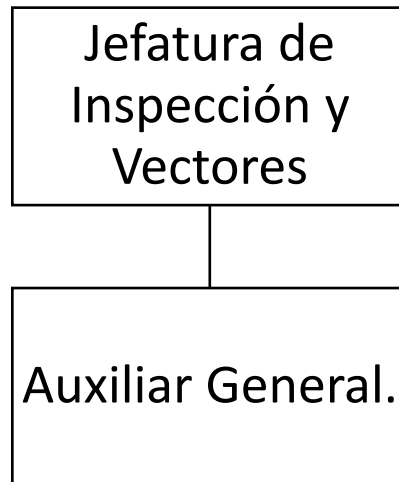 Jefatura de
Inspección y
Vectores
Auxiliar General.